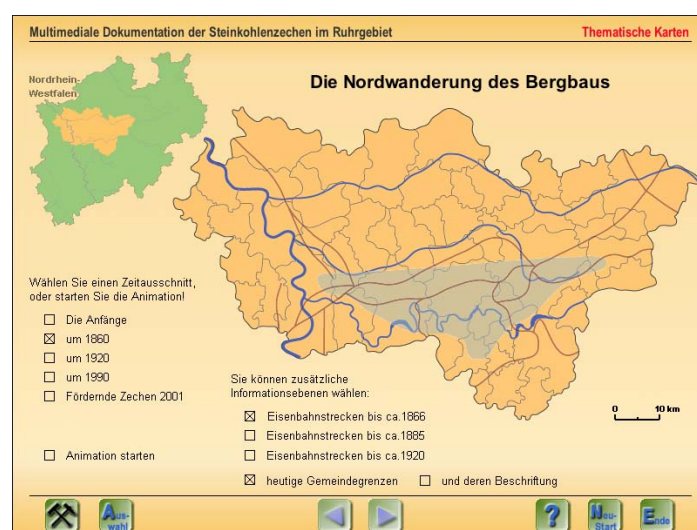 Multimediale Dokumentation der Steinkohlenzechen im Ruhrgebiet
Thematische Karten
Nordrhein-
Westfalen
Die Nordwanderung des Bergbaus
Wählen Sie einen Zeitausschnitt,
oder starten Sie die Animation!
Die Anfänge
um 1860
um 1920
um 1990
Fördernde Zechen 2001
Animation starten
Sie können zusätzliche
Informationsebenen wählen:
Eisenbahnstrecken bis ca.1866
Eisenbahnstrecken bis ca.1885
Eisenbahnstrecken bis ca.1920
heutige Gemeindegrenzen
und deren Beschriftung
0 10 km
Aus-
wahl
?
Neu-
Start
Ende